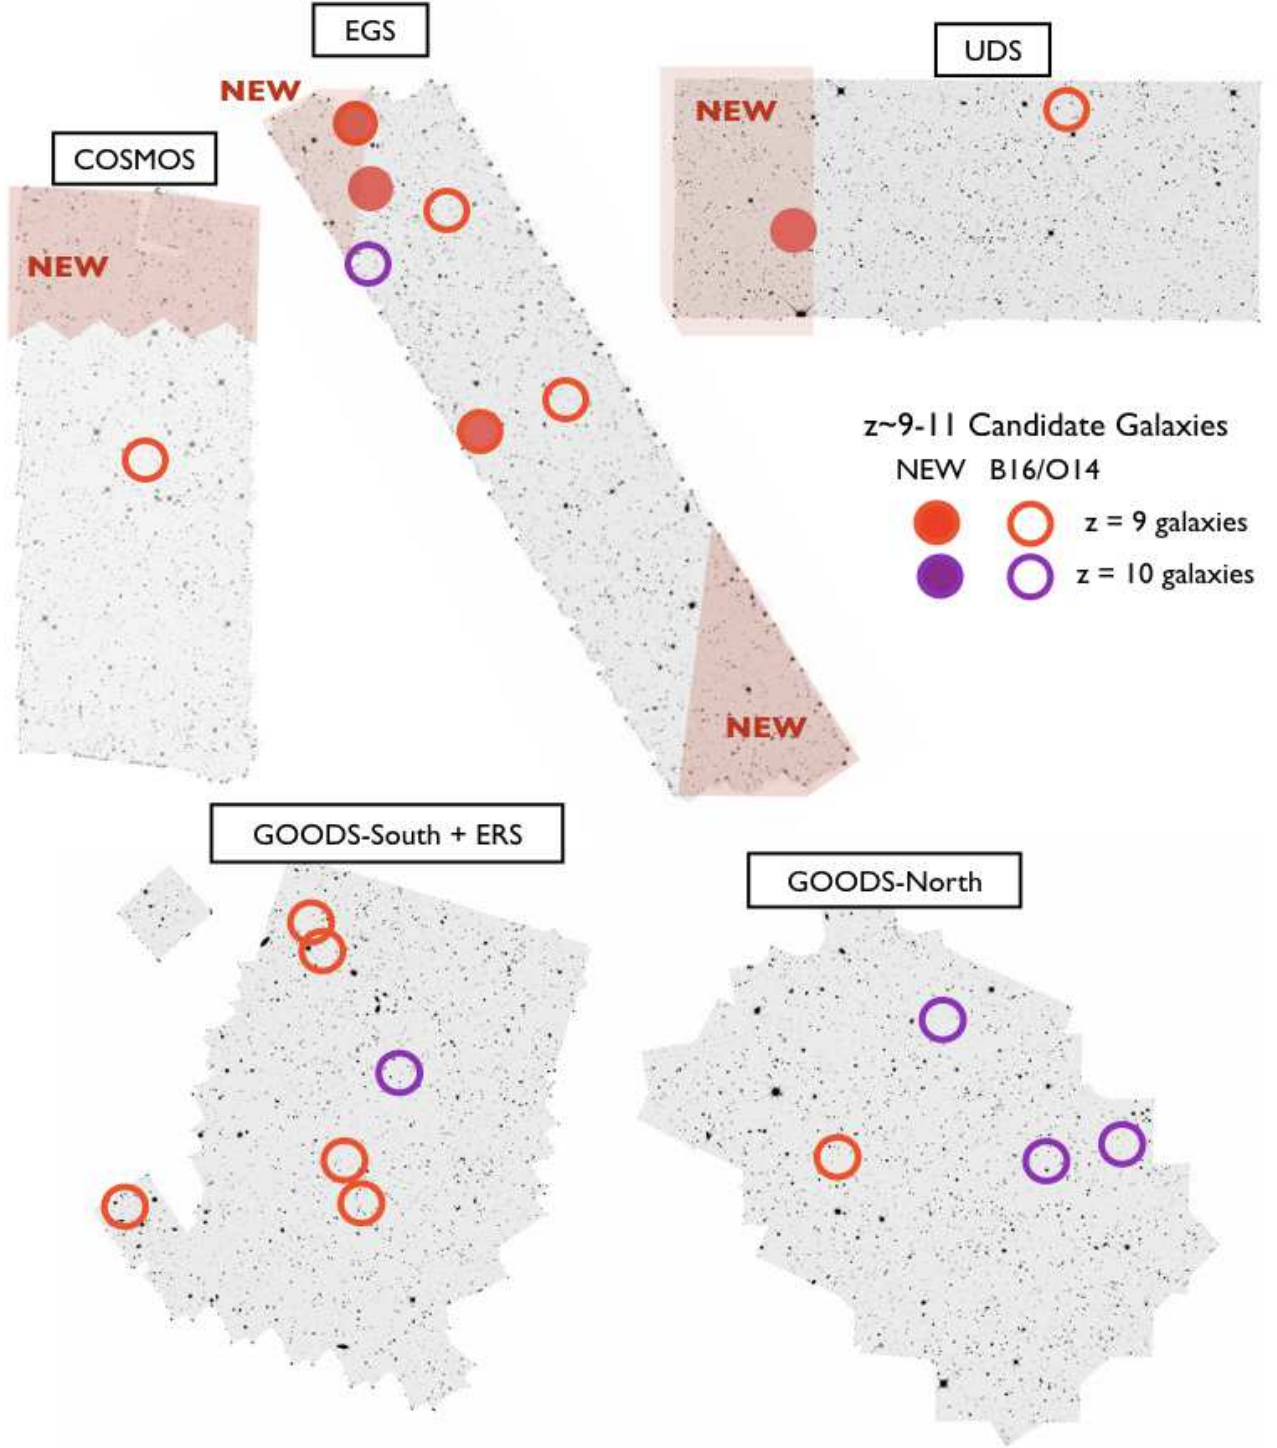 EGS
UDS
NEW
NEW
COSMOS
NEW
z~9-11 Candidate Galaxies
NEW B16/O14
z = 9 galaxies
z = 10 galaxies
NEW
GOODS-South + ERS
GOODS-North